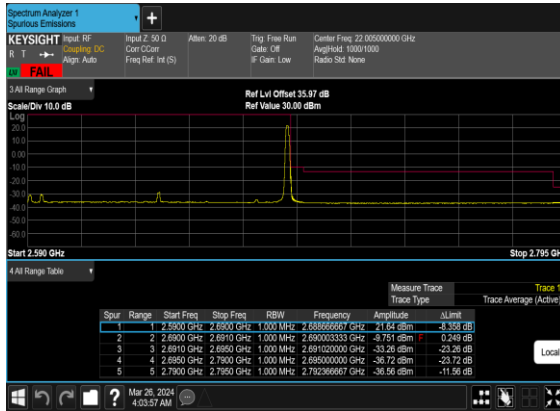 Spectrum Analyzer 1
Spurious Emissions
+
KEYSIGHT Input: RF Input Z: 50 Ω Atten: 20 dB Trig: Free Run Center Freq: 22.005000000 GHz
R T Coupling: DC Corr CCorr Gate: Off Avg|Hold: 1000/1000
Align: Auto Freq Ref: Int (S) IF Gain: Low Radio Std: None
LV FAIL
3 All Range Graph
Ref Lvl Offset 35.97 dB
Scale/Div 10.0 dB Ref Value 30.00 dBm
Log
20.0
10.0
0.00
-10.0
-20.0
-30.0
-40.0
-50.0
-60.0
Start 2.590 GHz Stop 2.795 GH
4 All Range Table
Measure Trace Trace 1
Trace Type Trace Average (Active)
Spur Range Start Freq Stop Freq RBW Frequency Amplitude ΔLimit
1 1 2.5900 GHz 2.6900 GHz 1.000 MHz 2.688666667 GHz 21.64 dBm -8.358 dB
2 2 2.6900 GHz 2.6910 GHz 1.000 MHz 2.690003333 GHz -9.751 dBm F 0.249 dB
3 3 2.6910 GHz 2.6950 GHz 1.000 MHz 2.691020000 GHz -33.26 dBm -23.26 dB
4 4 2.6950 GHz 2.7900 GHz 1.000 MHz 2.695000000 GHz -36.72 dBm -23.72 dB
5 5 2.7900 GHz 2.7950 GHz 1.000 MHz 2.792366667 GHz -36.56 dBm -11.56 dB
Local
?
Mar 26, 2024
4:03:57 AM